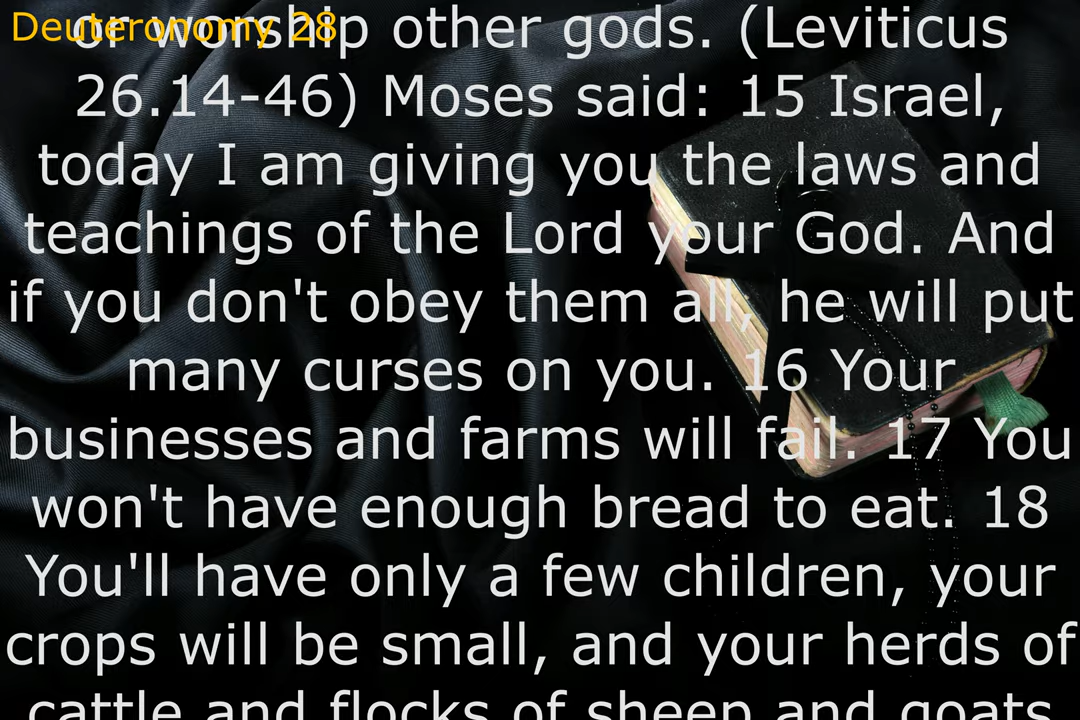 Deuteronomy 28
or worship other gods. (Leviticus
26.14-46) Moses said: 15 Israel,
today I am giving you the laws and
teachings of the Lord your God. And
if you don't obey them all, he will put
many curses on you. 16 Your
businesses and farms will fail. 17 You
won't have enough bread to eat. 18
You'll have only a few children, your
crops will be small, and your herds of
cattle and flocks of sheep and goats